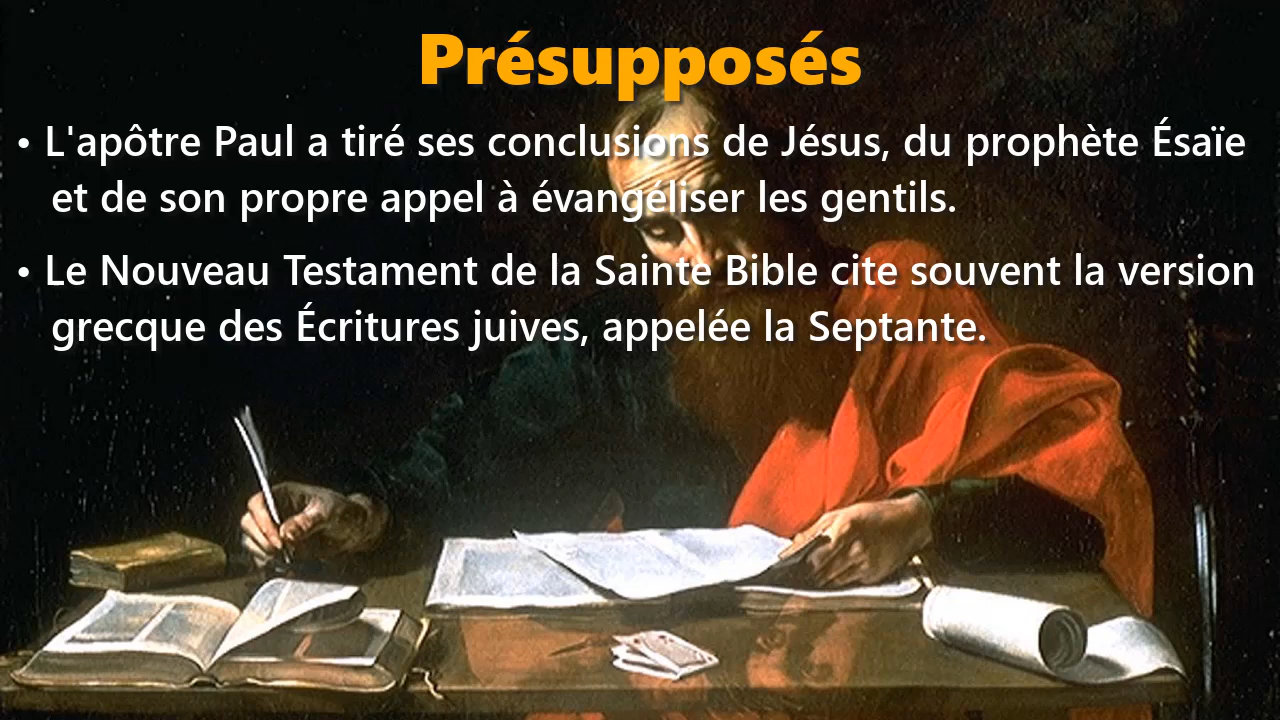 Présupposés
• L'apôtre Paul a tiré ses conclusions de Jésus, du prophète Ésaïe
et de son propre appel à évangéliser les gentils.
• Le Nouveau Testament de la Sainte Bible cite souvent la version
grecque des Écritures juives, appelée la Septante.